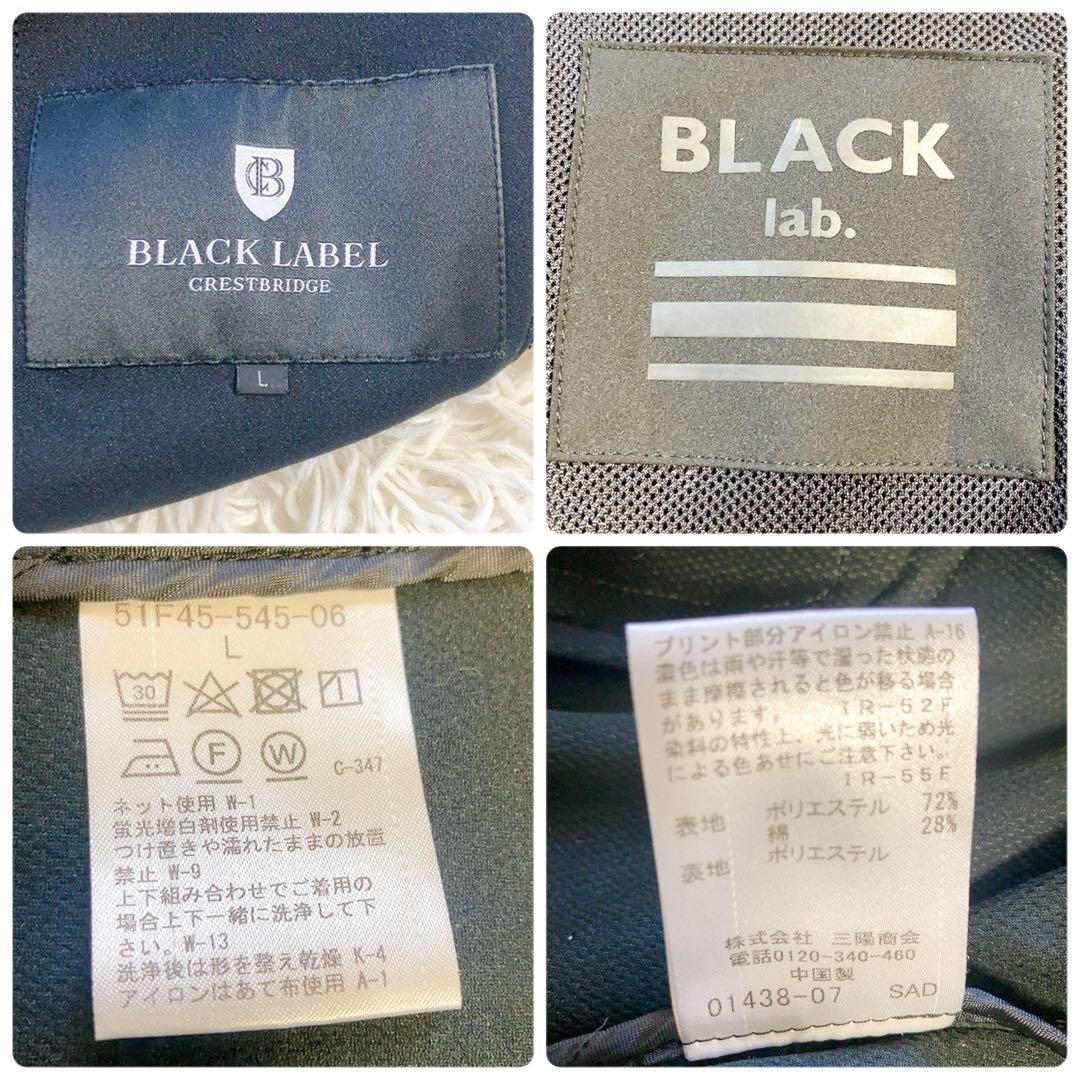 CB
BLACK LABEL
CRESTBRIDGE
L
BLACK
lab.
51F45-545-06
L
30
F
W
C-347
ネット使用 W-1
蛍光増白剤使用禁止 W-2
つけ置きや濡れたままの放置
禁止 W-9
上下組み合わせでご着用の
場合上下一緒に洗浄して下
さい。W-13
洗浄後は形を整え乾燥 K-4
アイロンはあて布使用 A-1
プリント部分アイロン禁止 A-16
濃色は雨や汗等で湿った状態の
まま摩擦されると色が移る場合
があります。 IR-52F
染料の特性上、光に弱いため光
による色あせにご注意下さい。
IR-55F
表地 ポリエステル 72%
綿 28%
裏地 ポリエステル
株式会社 三陽商会
電話0120-340-460
中国製
01438-07 SAD